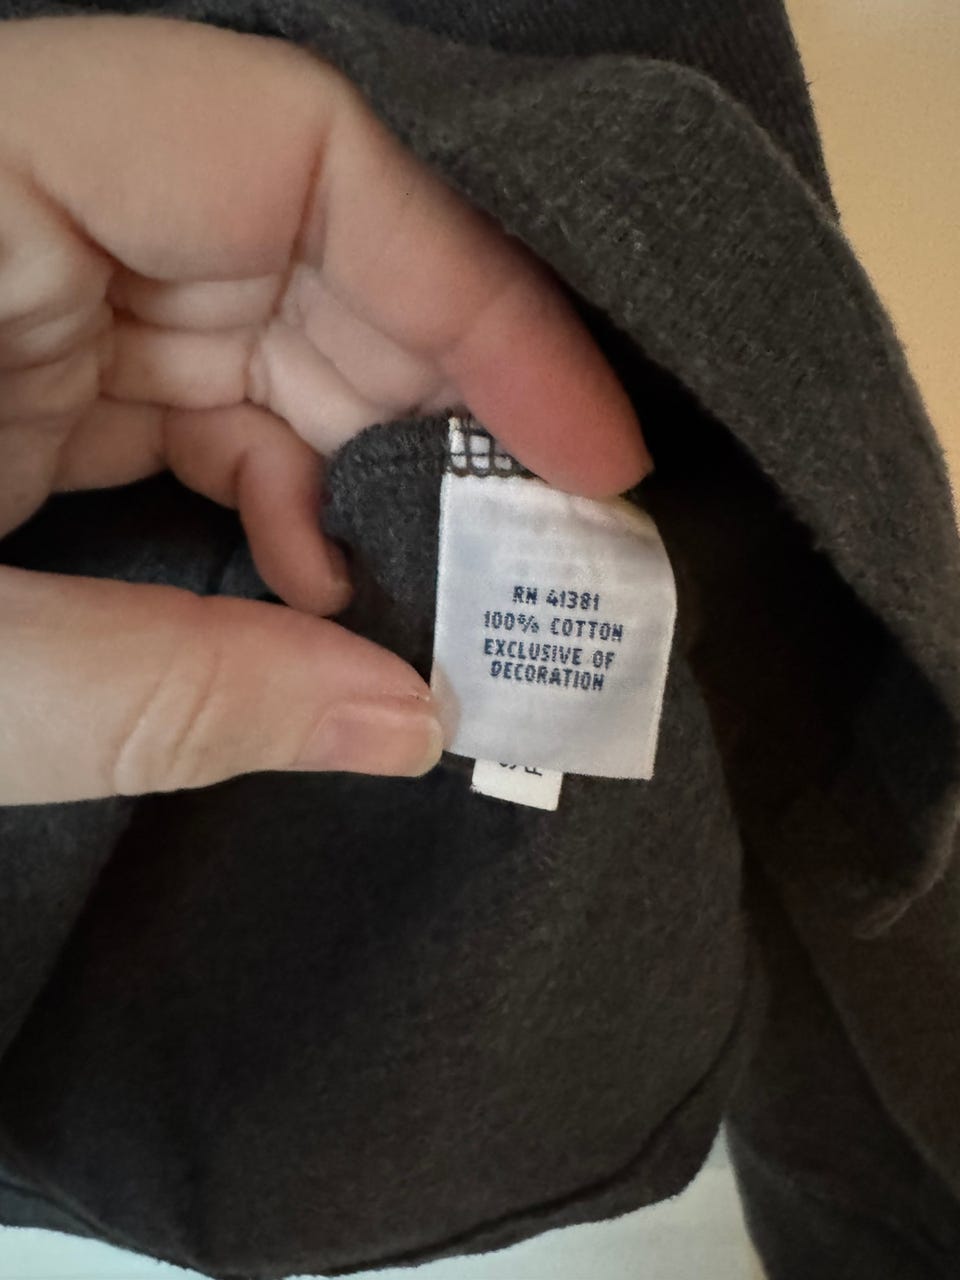 RN 41381
100% COTTON
EXCLUSIVE OF
DECORATION